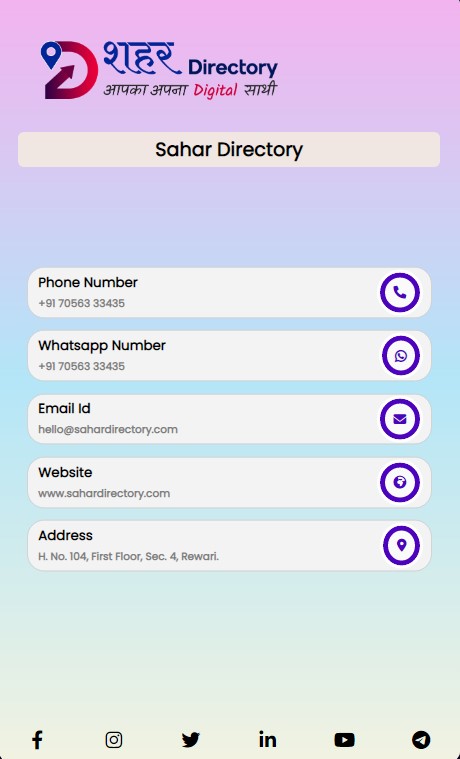 शहर Directory
आपका अपना Digital साथी
Sahar Directory
Phone Number
+91 70563 33435
Whatsapp Number
+91 70563 33435
Email Id
hello@sahardirectory.com
Website
www.sahardirectory.com
Address
H. No. 104, First Floor, Sec. 4, Rewari.